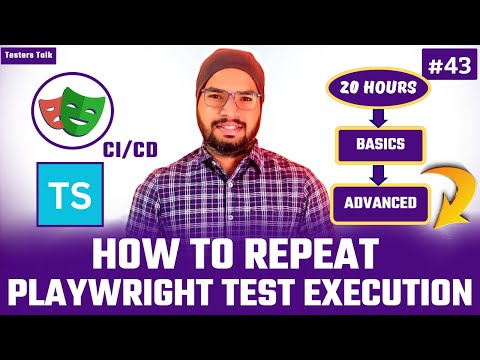 Testers Talk
#43
CI/CD
TS
20 HOURS
BASICS
ADVANCED
HOW TO REPEAT
PLAYWRIGHT TEST EXECUTION